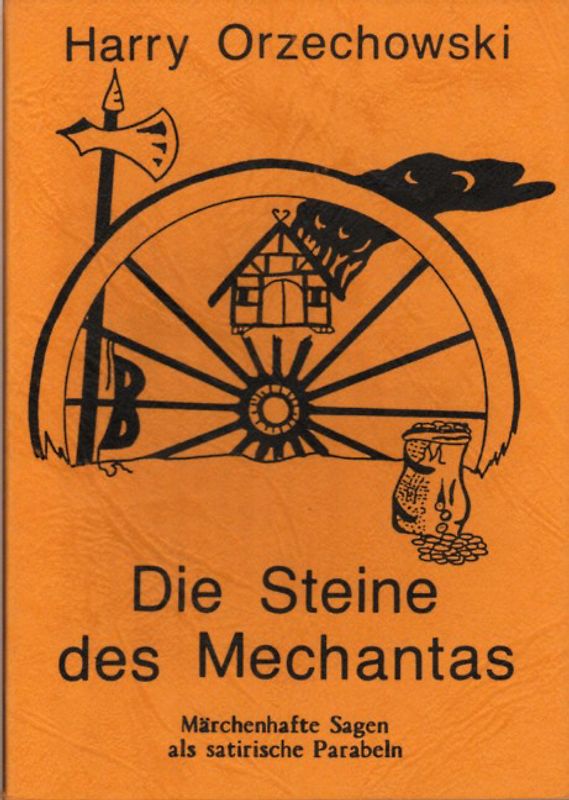 Harry Orzechowski
Die Steine
des Mechantas
Märchenhafte Sagen
als satirische Parabeln